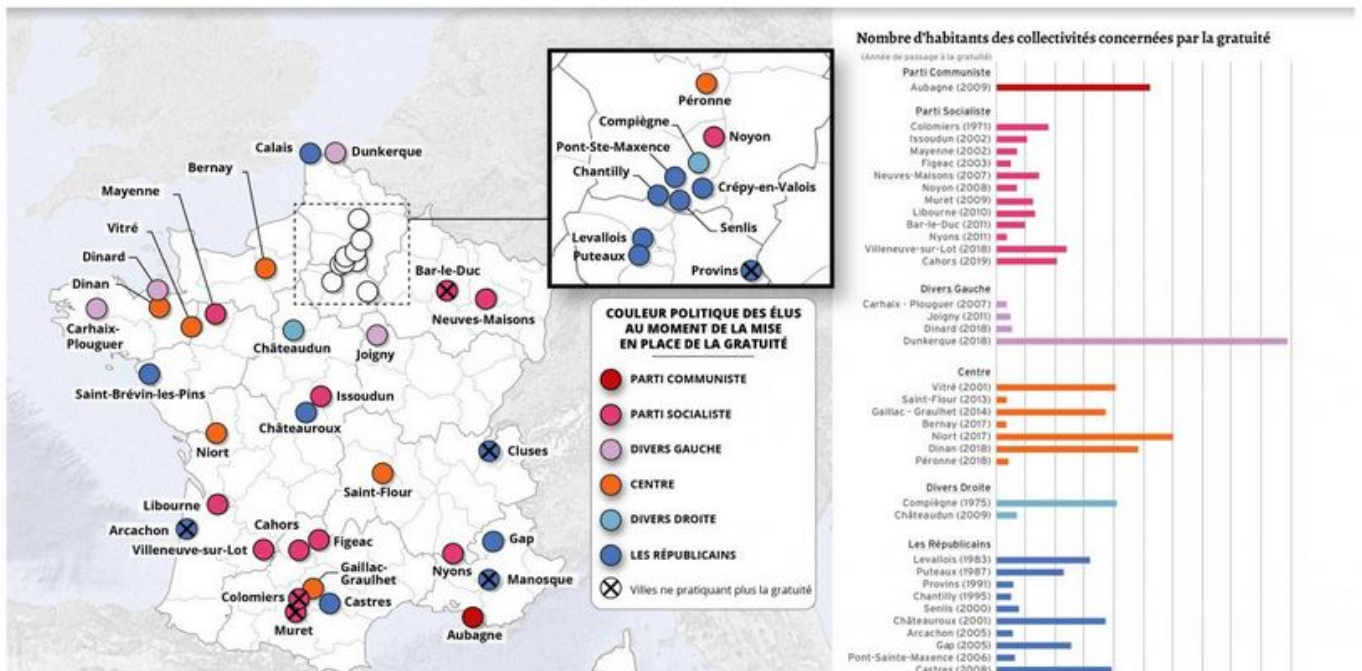 Calais
Dunkerque
Bernay
Mayenne
Vitré
Dinard
Dinan
Carhaix-
Plouguer
Bar-le-Duc
Neuves-Maisons
Châteaudun
Joigny
Saint-Brévin-les-Pins
Issoudun
Châteauroux
Niort
Cluses
Saint-Flour
Libourne
Arcachon
Cahors
Villeneuve-sur-Lot
Figeac
Gap
Nyons
Manosque
Gaillac-
Graulhet
Colomiers
Castres
Muret
Aubagne
Péronne
Compiègne
Noyon
Pont-Ste-Maxence
Chantilly
Crépy-en-Valois
Senlis
Levallois
Puteaux
Provins
COULEUR POLITIQUE DES ÉLUS
AU MOMENT DE LA MISE
EN PLACE DE LA GRATUITÉ
PARTI COMMUNISTE
PARTI SOCIALISTE
DIVERS GAUCHE
CENTRE
DIVERS DROITE
LES RÉPUBLICAINS
Villes ne pratiquant plus la gratuité
Nombre d'habitants des collectivités concernées par la gratuité
(Année de passage à la gratuité)
Parti Communiste
Aubagne (2009)
Parti Socialiste
Colomiers (1971)
Issoudun (2002)
Mayenne (2002)
Figeac (2003)
Neuves-Maisons (2007)
Noyon (2008)
Muret (2009)
Libourne (2010)
Bar-le-Duc (2011)
Nyons (2011)
Villeneuve-sur-Lot (2018)
Cahors (2019)
Divers Gauche
Carhaix - Plouguer (2007)
Joigny (2011)
Dinard (2018)
Dunkerque (2018)
Centre
Vitré (2001)
Saint-Flour (2013)
Gaillac - Graulhet (2014)
Bernay (2017)
Niort (2017)
Dinan (2018)
Péronne (2018)
Divers Droite
Compiègne (1975)
Châteaudun (2009)
Les Républicains
Levallois (1983)
Puteaux (1987)
Provins (1991)
Chantilly (1995)
Senlis (2000)
Châteauroux (2001)
Arcachon (2005)
Gap (2005)
Pont-Sainte-Maxence (2006)
Castres (2008)